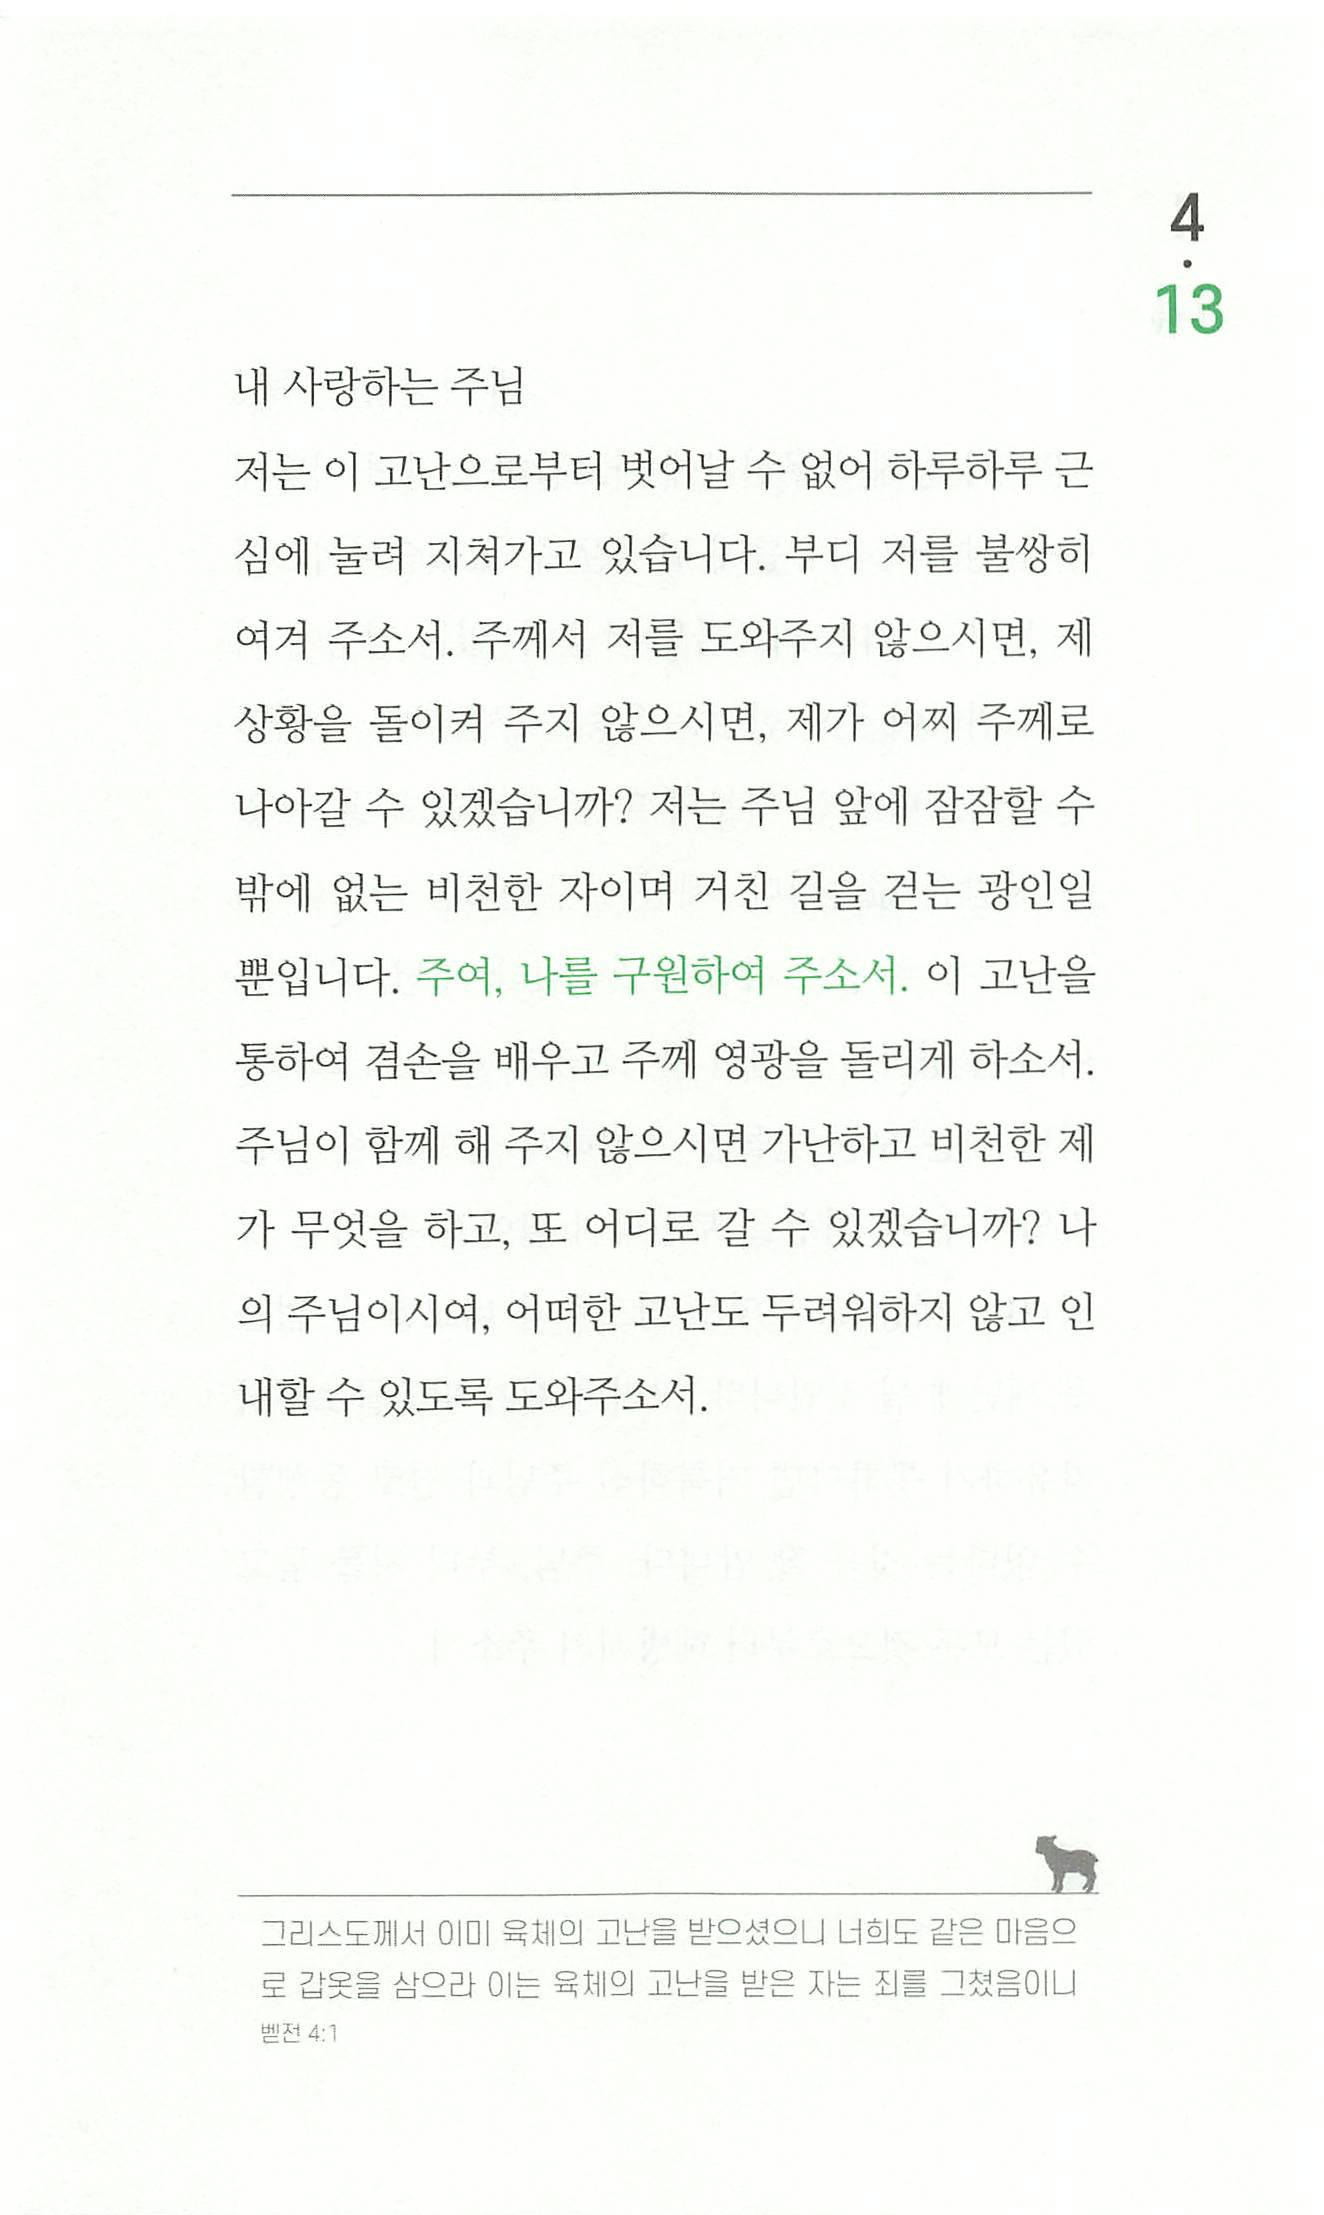 4
·
13
내 사랑하는 주님
저는 이 고난으로부터 벗어날 수 없어 하루하루 근
심에 눌려 지쳐가고 있습니다. 부디 저를 불쌍히
여겨 주소서. 주께서 저를 도와주지 않으시면, 제
상황을 돌이켜 주지 않으시면, 제가 어찌 주께로
나아갈 수 있겠습니까? 저는 주님 앞에 잠잠할 수
밖에 없는 비천한 자이며 거친 길을 걷는 광인일
뿐입니다. 주여, 나를 구원하여 주소서. 이 고난을
통하여 겸손을 배우고 주께 영광을 돌리게 하소서.
주님이 함께 해 주지 않으시면 가난하고 비천한 제
가 무엇을 하고, 또 어디로 갈 수 있겠습니까? 나
의 주님이시여, 어떠한 고난도 두려워하지 않고 인
내할 수 있도록 도와주소서.
그리스도께서 이미 육체의 고난을 받으셨으니 너희도 같은 마음으
로 갑옷을 삼으라 이는 육체의 고난을 받은 자는 죄를 그쳤음이니
벧전 4:1